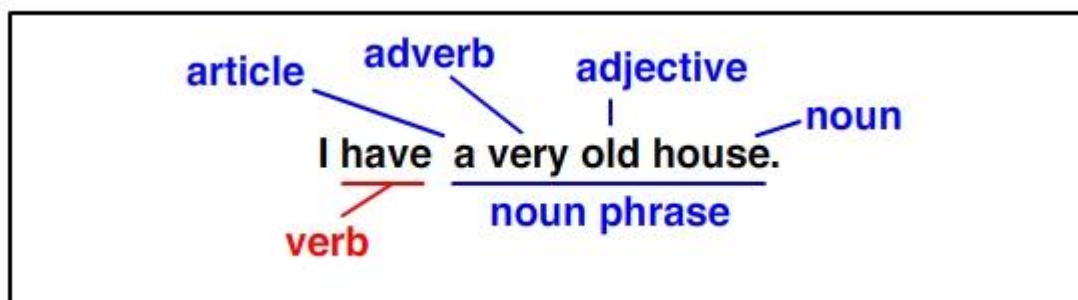 article adverb adjective
noun
I have a very old house.
noun phrase
verb